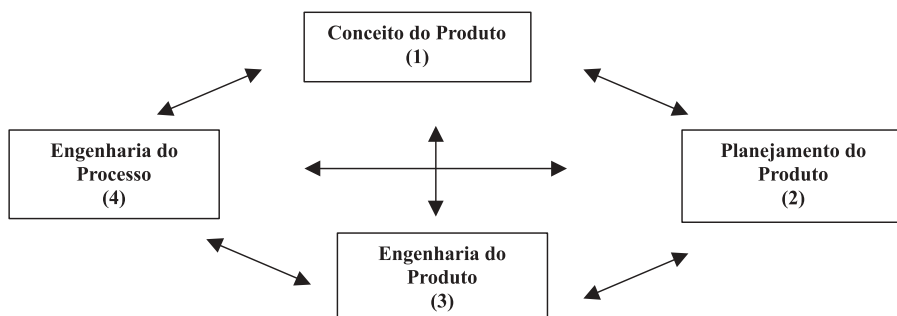 Conceito do Produto
(1)
Engenharia do
Processo
(4)
Planejamento do
Produto
(2)
Engenharia do
Produto
(3)